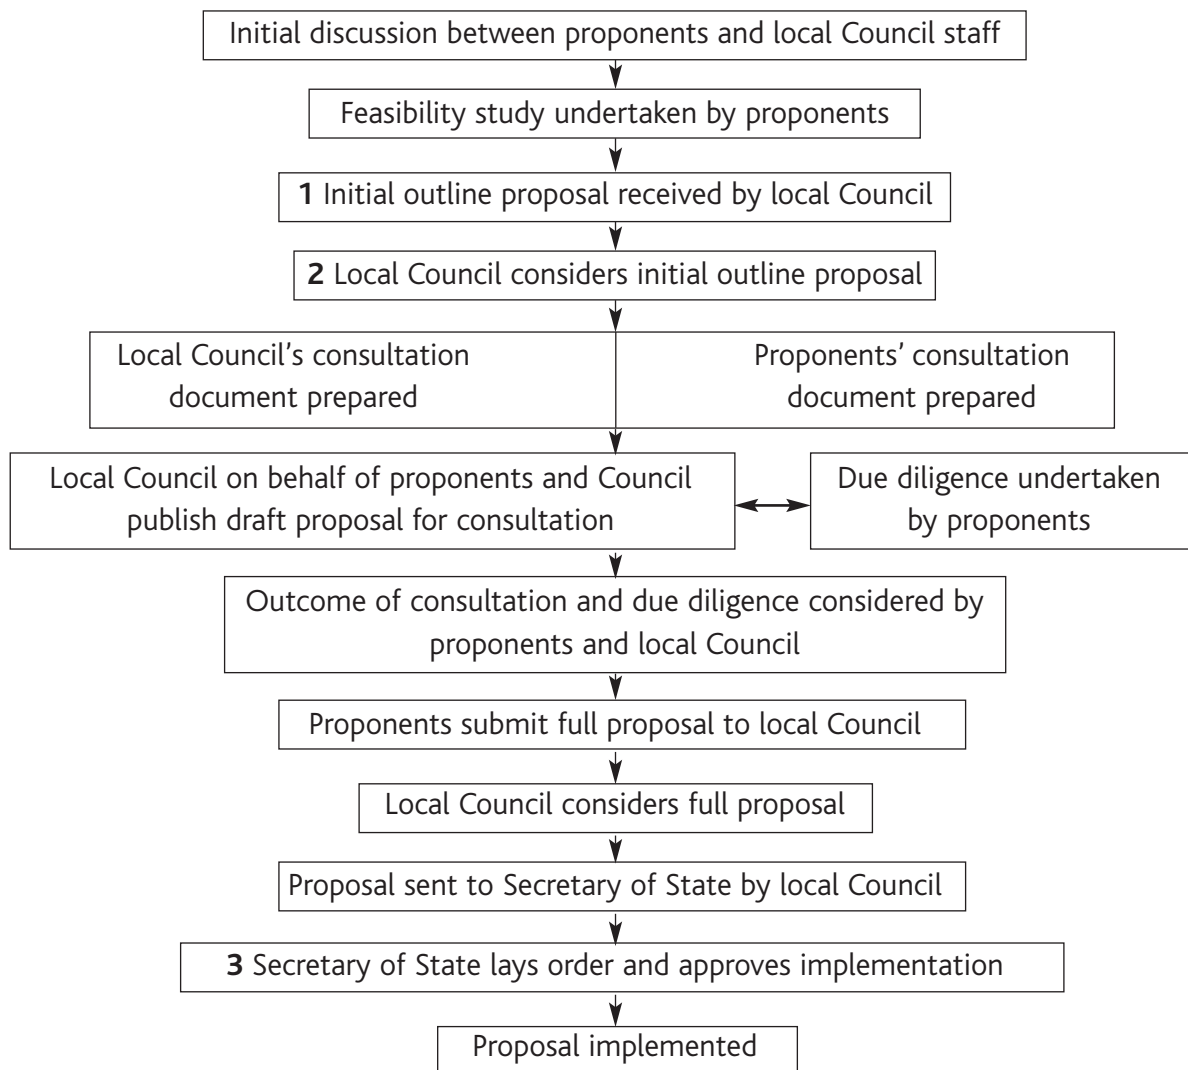 Initial discussion between proponents and local Council staff
Feasibility study undertaken by proponents
1 Initial outline proposal received by local Council
2 Local Council considers initial outline proposal
Local Council’s consultation
document prepared
Proponents’ consultation
document prepared
Local Council on behalf of proponents and Council
publish draft proposal for consultation
Due diligence undertaken
by proponents
Outcome of consultation and due diligence considered by
proponents and local Council
Proponents submit full proposal to local Council
Local Council considers full proposal
Proposal sent to Secretary of State by local Council
3 Secretary of State lays order and approves implementation
Proposal implemented